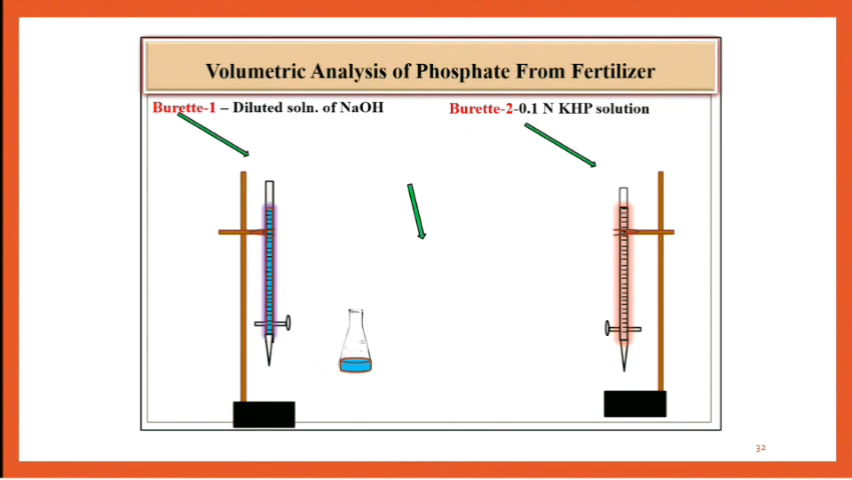 Volumetric Analysis of Phosphate From Fertilizer
Burette-1 – Diluted soln. of NaOH
Burette-2-0.1 N KHP solution
32